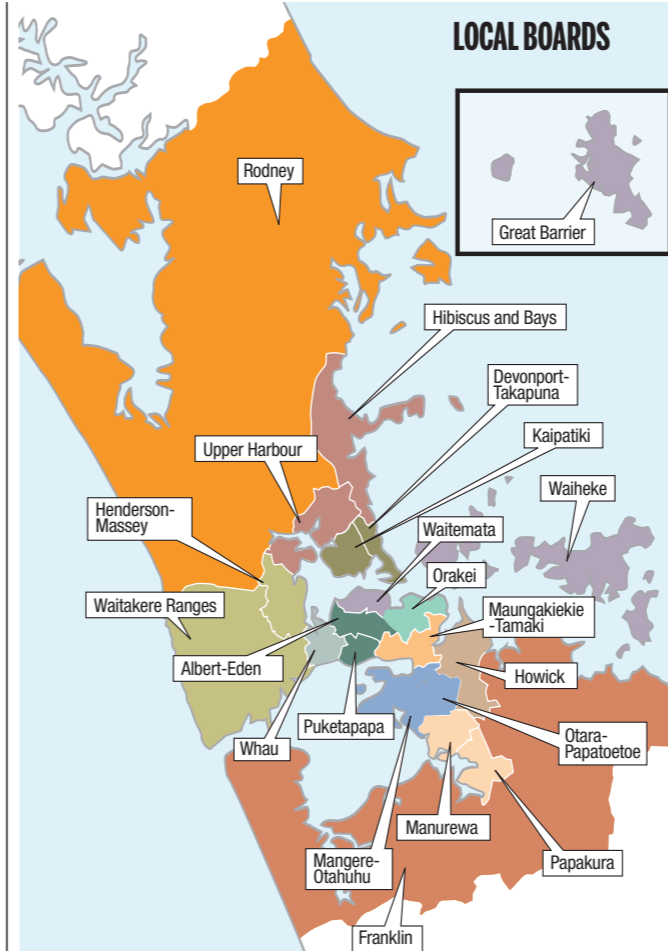 LOCAL BOARDS
Rodney
Great Barrier
Hibiscus and Bays
Devonport-
Takapuna
Kaipatiki
Upper Harbour
Waiheke
Henderson-
Massey
Waitemata
Orakei
Waitakere Ranges
Maungakiekie
-Tamaki
Albert-Eden
Howick
Puketapapa
Otara-
Papatoetoe
Whau
Manurewa
Mangere-
Otahuhu
Papakura
Franklin